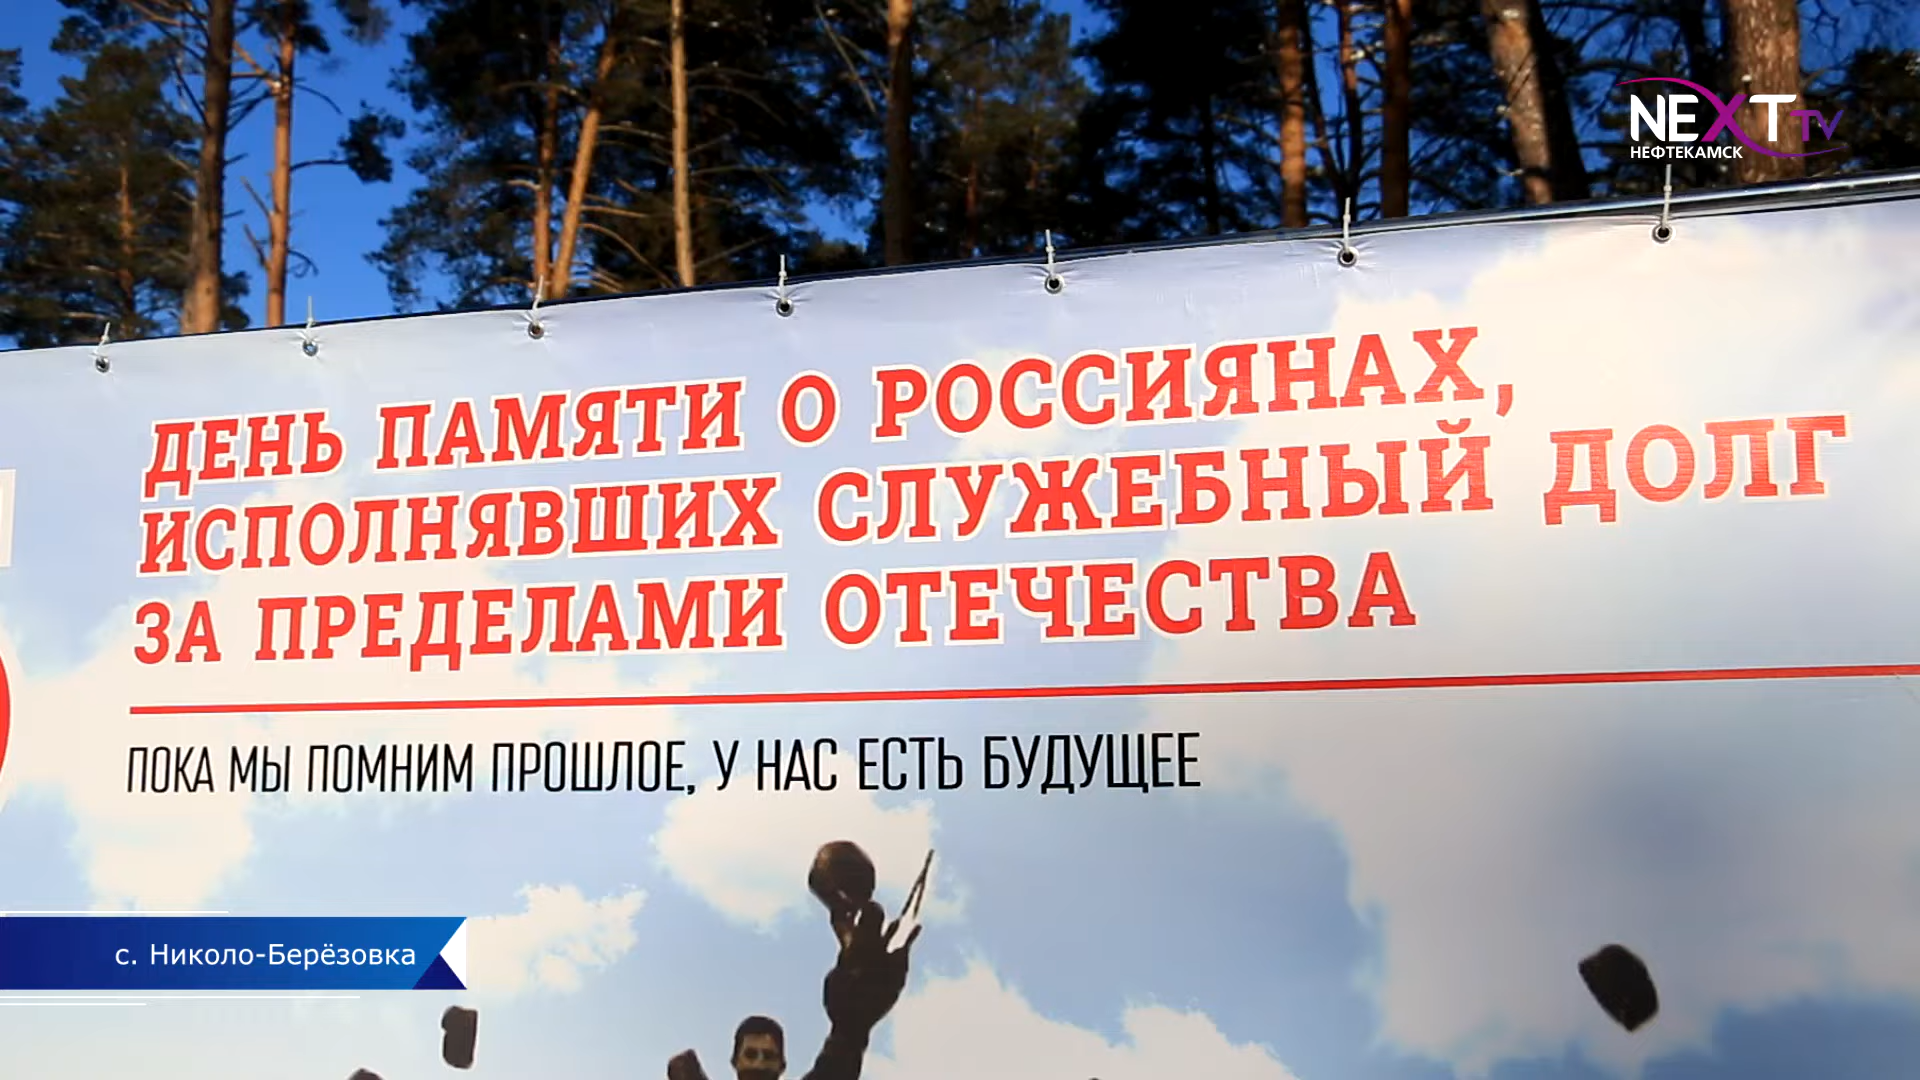 NEXT TV
НЕФТЕКАМСК
ДЕНЬ ПАМЯТИ О РОССИЯНАХ,
ИСПОЛНЯВШИХ СЛУЖЕБНЫЙ ДОЛГ
ЗА ПРЕДЕЛАМИ ОТЕЧЕСТВА
ПОКА МЫ ПОМНИМ ПРОШЛОЕ, У НАС ЕСТЬ БУДУЩЕЕ
с. Николо-Берёзовка